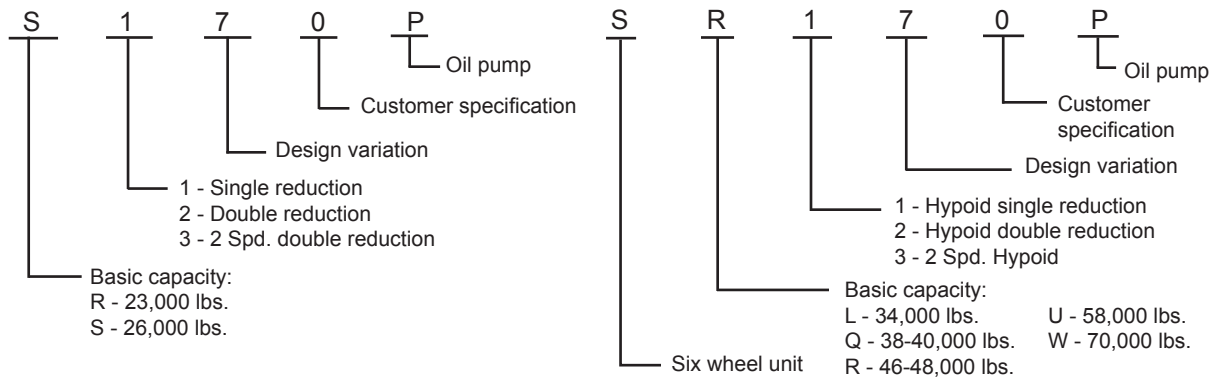 S 1 7 0 P
Oil pump
Customer specification
Design variation
1 - Single reduction
2 - Double reduction
3 - 2 Spd. double reduction
Basic capacity:
R - 23,000 lbs.
S - 26,000 lbs.
S R 1 7 0 P
Oil pump
Customer
specification
Design variation
1 - Hypoid single reduction
2 - Hypoid double reduction
3 - 2 Spd. Hypoid
Basic capacity:
L - 34,000 lbs. U - 58,000 lbs.
Q - 38-40,000 lbs. W - 70,000 lbs.
R - 46-48,000 lbs.
Six wheel unit